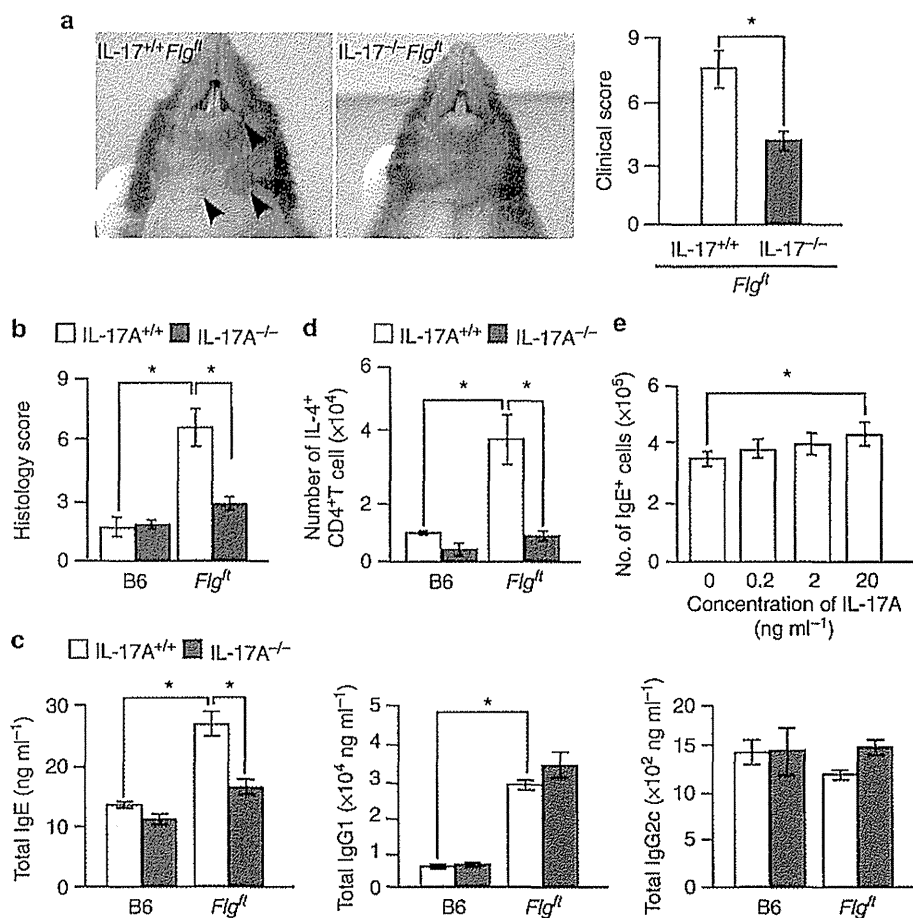 a
IL-17+/+Flgft
IL-17−/−Flgft
*
Clinical score
9
6
3
0
IL-17+/+ IL-17−/−
Flgft
b
IL-17A+/+ IL-17A−/−
Histology score
9
6
3
0
* *
B6 Flgft
d
IL-17A+/+ IL-17A−/−
Number of IL-4+
CD4+T cell (×10⁴)
6
4
2
0
* *
B6 Flgft
e
No. of IgE+ cells (×10⁵)
6
4
2
0
*
0 0.2 2 20
Concentration of IL-17A
(ng ml−1)
c
IL-17A+/+ IL-17A−/−
Total IgE (ng ml−1)
30
20
10
0
* *
B6 Flgft
Total IgG1 (×10⁴ ng ml−1)
5
4
3
2
1
0
*
B6 Flgft
Total IgG2c (×10² ng ml−1)
20
15
10
5
0
B6 Flgft